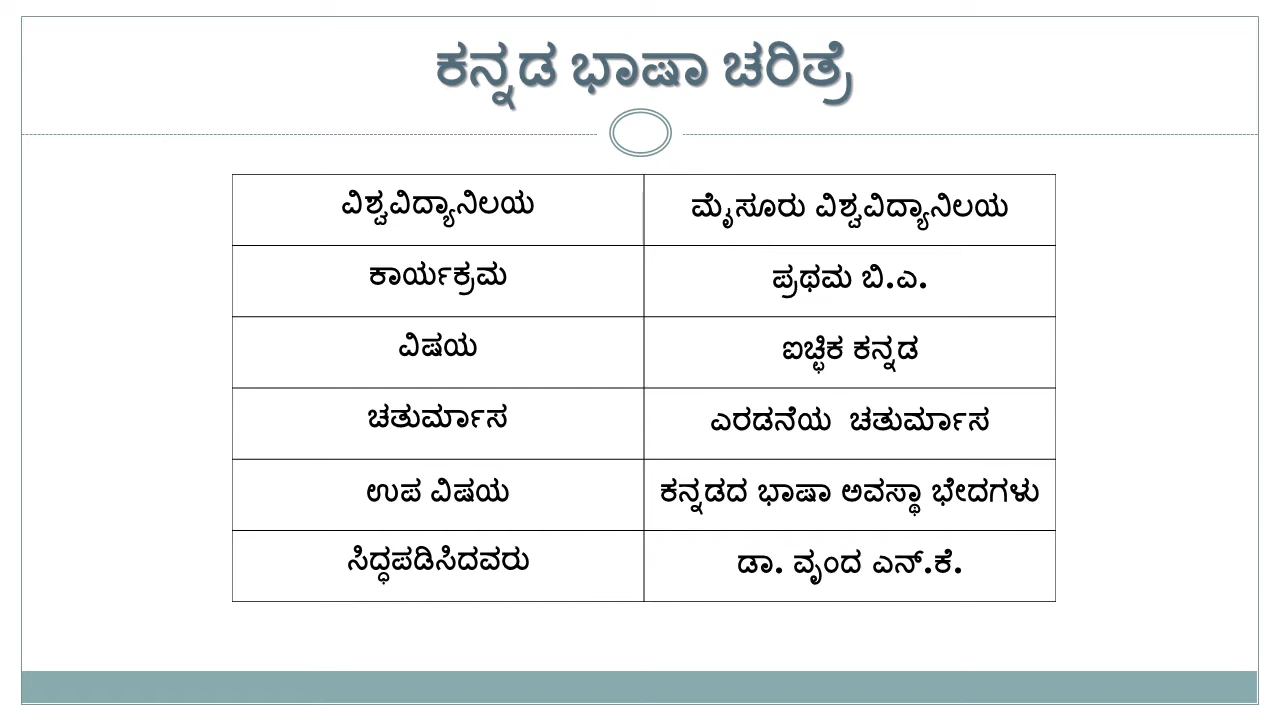 ಕನ್ನಡ ಭಾಷಾ ಚರಿತ್ರೆ
ವಿಶ್ವವಿದ್ಯಾನಿಲಯ ಮೈಸೂರು ವಿಶ್ವವಿದ್ಯಾನಿಲಯ
ಕಾರ್ಯಕ್ರಮ ಪ್ರಥಮ ಬಿ.ಎ.
ವಿಷಯ ಐಚ್ಛಿಕ ಕನ್ನಡ
ಚತುರ್ಮಾಸ ಎರಡನೆಯ ಚತುರ್ಮಾಸ
ಉಪ ವಿಷಯ ಕನ್ನಡದ ಭಾಷಾ ಅವಸ್ಥಾ ಭೇದಗಳು
ಸಿದ್ಧಪಡಿಸಿದವರು ಡಾ. ವೃಂದ ಎನ್.ಕೆ.